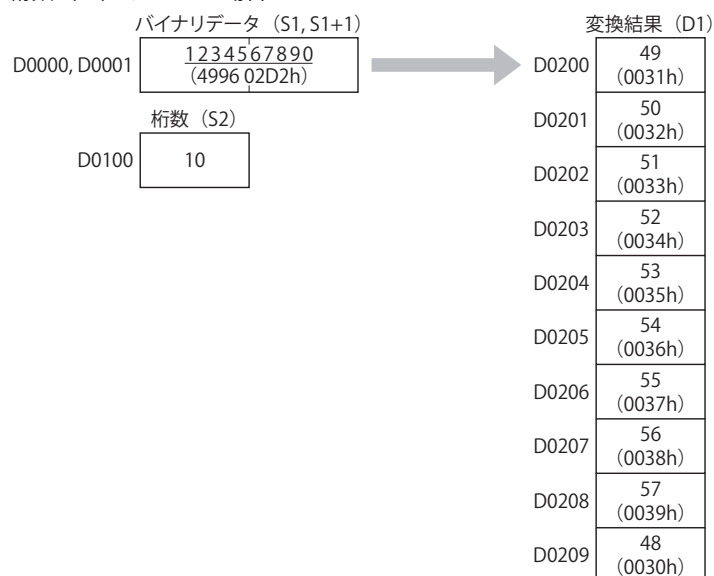 バイナリデータ（S1, S1+1）
D0000, D0001
1234567890
(4996 02D2h)
桁数（S2）
D0100
10
変換結果（D1）
D0200
49
（0031h）
D0201
50
（0032h）
D0202
51
（0033h）
D0203
52
（0034h）
D0204
53
（0035h）
D0205
54
（0036h）
D0206
55
（0037h）
D0207
56
（0038h）
D0208
57
（0039h）
D0209
48
（0030h）